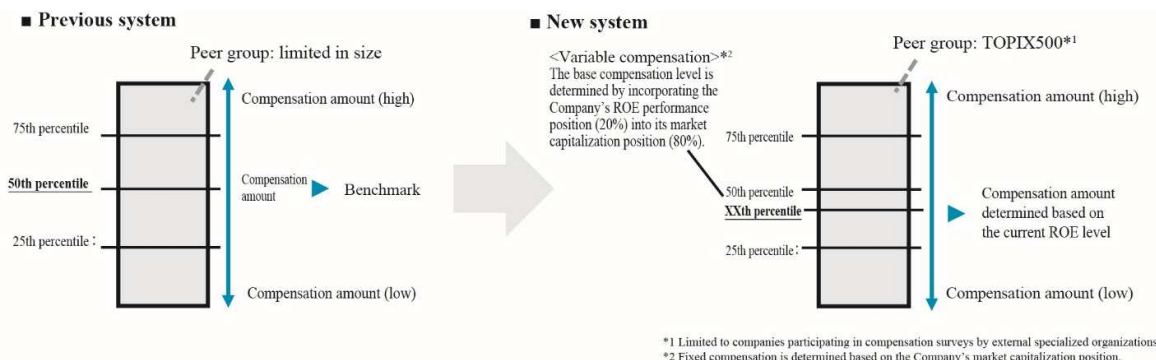 ■ Previous system
Peer group: limited in size
Compensation amount (high)
75th percentile
50th percentile
Compensation
amount
Benchmark
25th percentile :
Compensation amount (low)
■ New system
<Variable compensation>*2
The base compensation level is
determined by incorporating the
Company's ROE performance
position (20%) into its market
capitalization position (80%).
Peer group: TOPIX500*1
Compensation amount (high)
75th percentile
50th percentile
XXth percentile
Compensation amount
determined based on
the current ROE level
25th percentile :
Compensation amount (low)
*1 Limited to companies participating in compensation surveys by external specialized organizations
*2 Fixed compensation is determined based on the Company's market capitalization position.